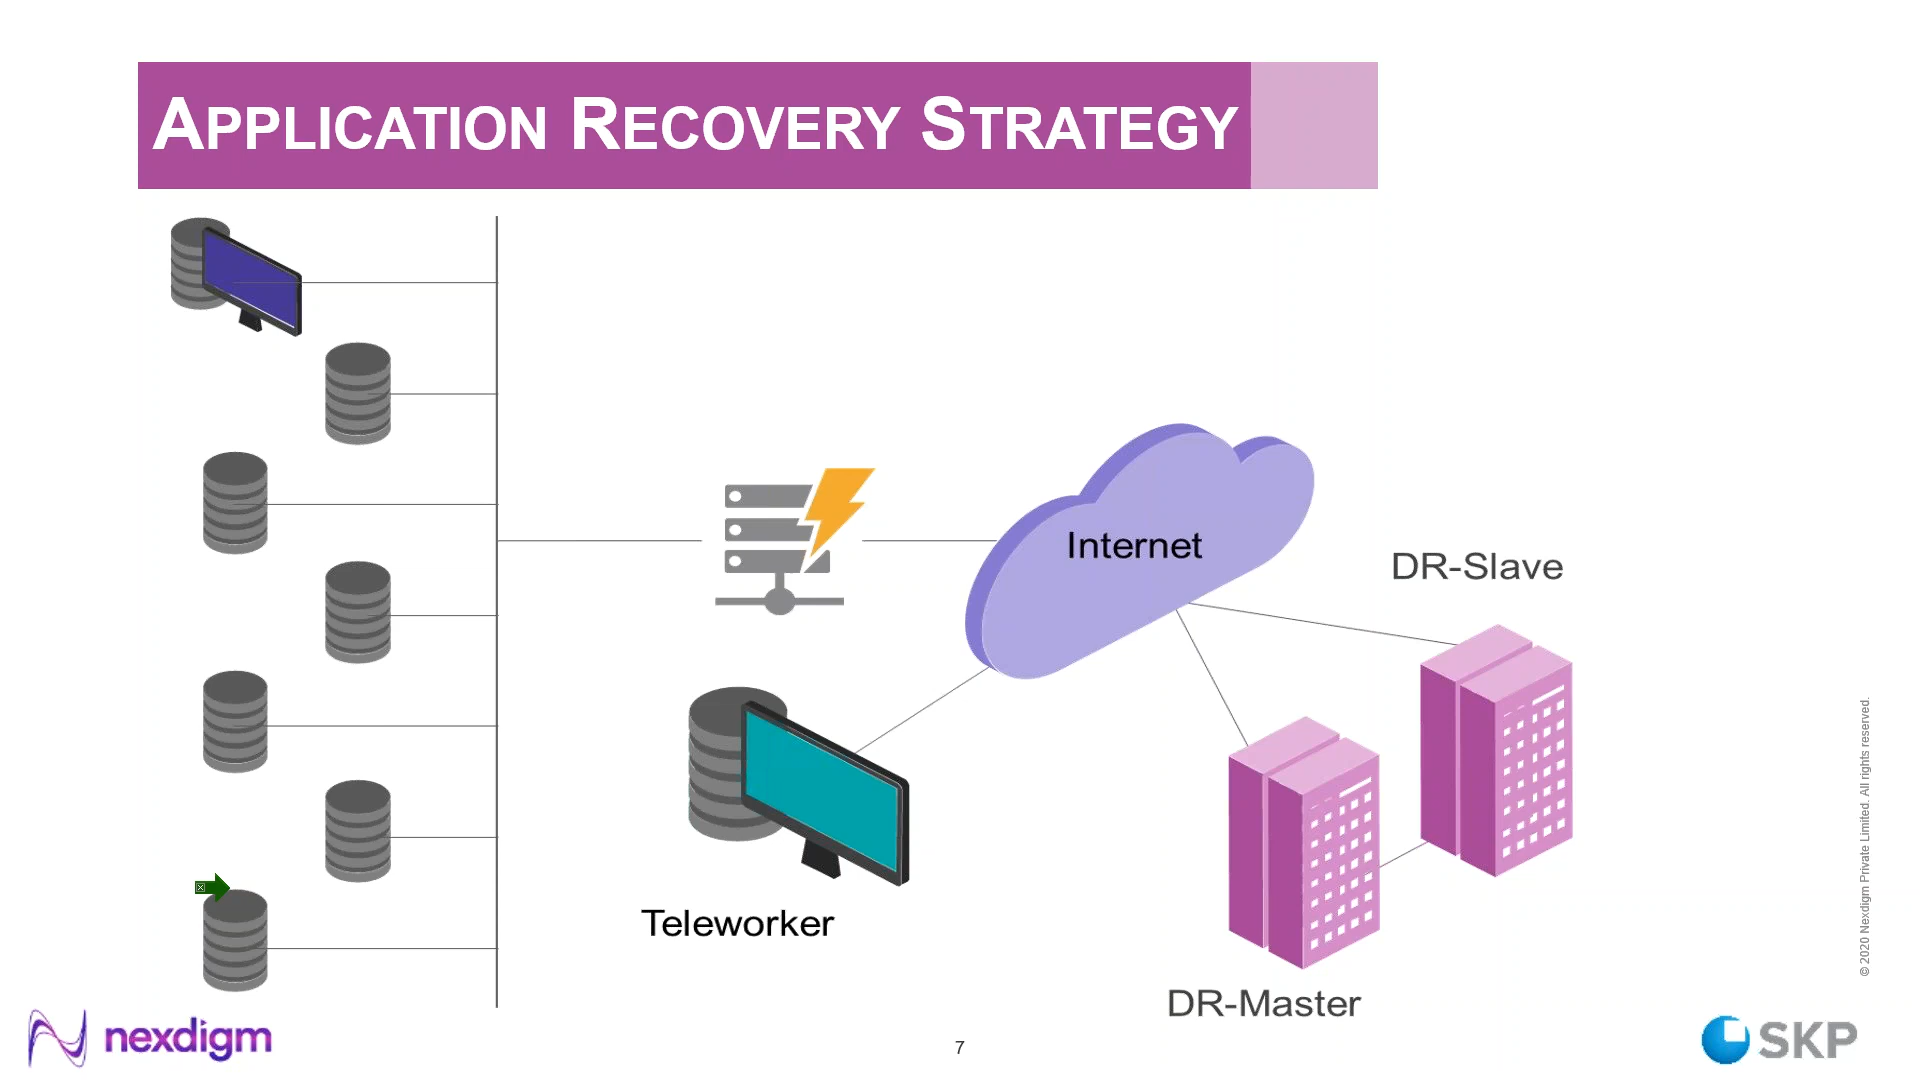 APPLICATION RECOVERY STRATEGY
Internet
DR-Slave
Teleworker
DR-Master
© 2020 Nexdigm Private Limited. All rights reserved.
nexdigm
7
SKP